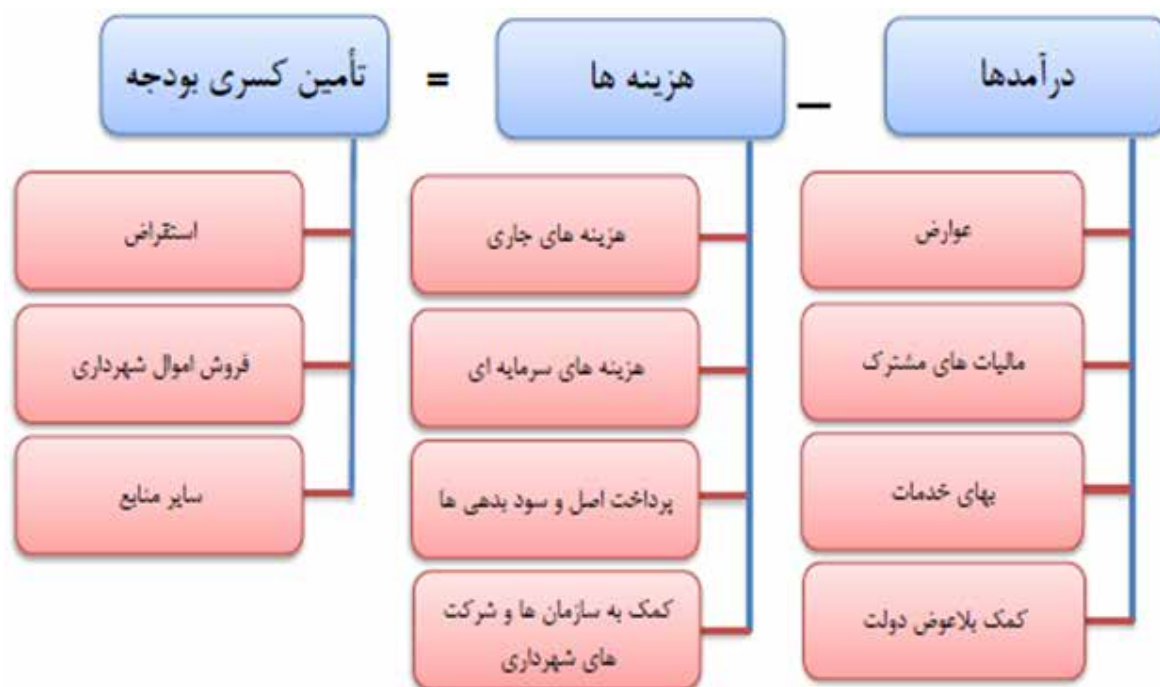 درآمدها
_
هزینه ها
=
تأمین کسری بودجه
عوارض
مالیات های مشترک
بهای خدمات
کمک بلاعوض دولت
هزینه های جاری
هزینه های سرمایه ای
پرداخت اصل و سود بدهی ها
کمک به سازمان ها و شرکت
های شهرداری
استقراض
فروش اموال شهرداری
سایر منابع